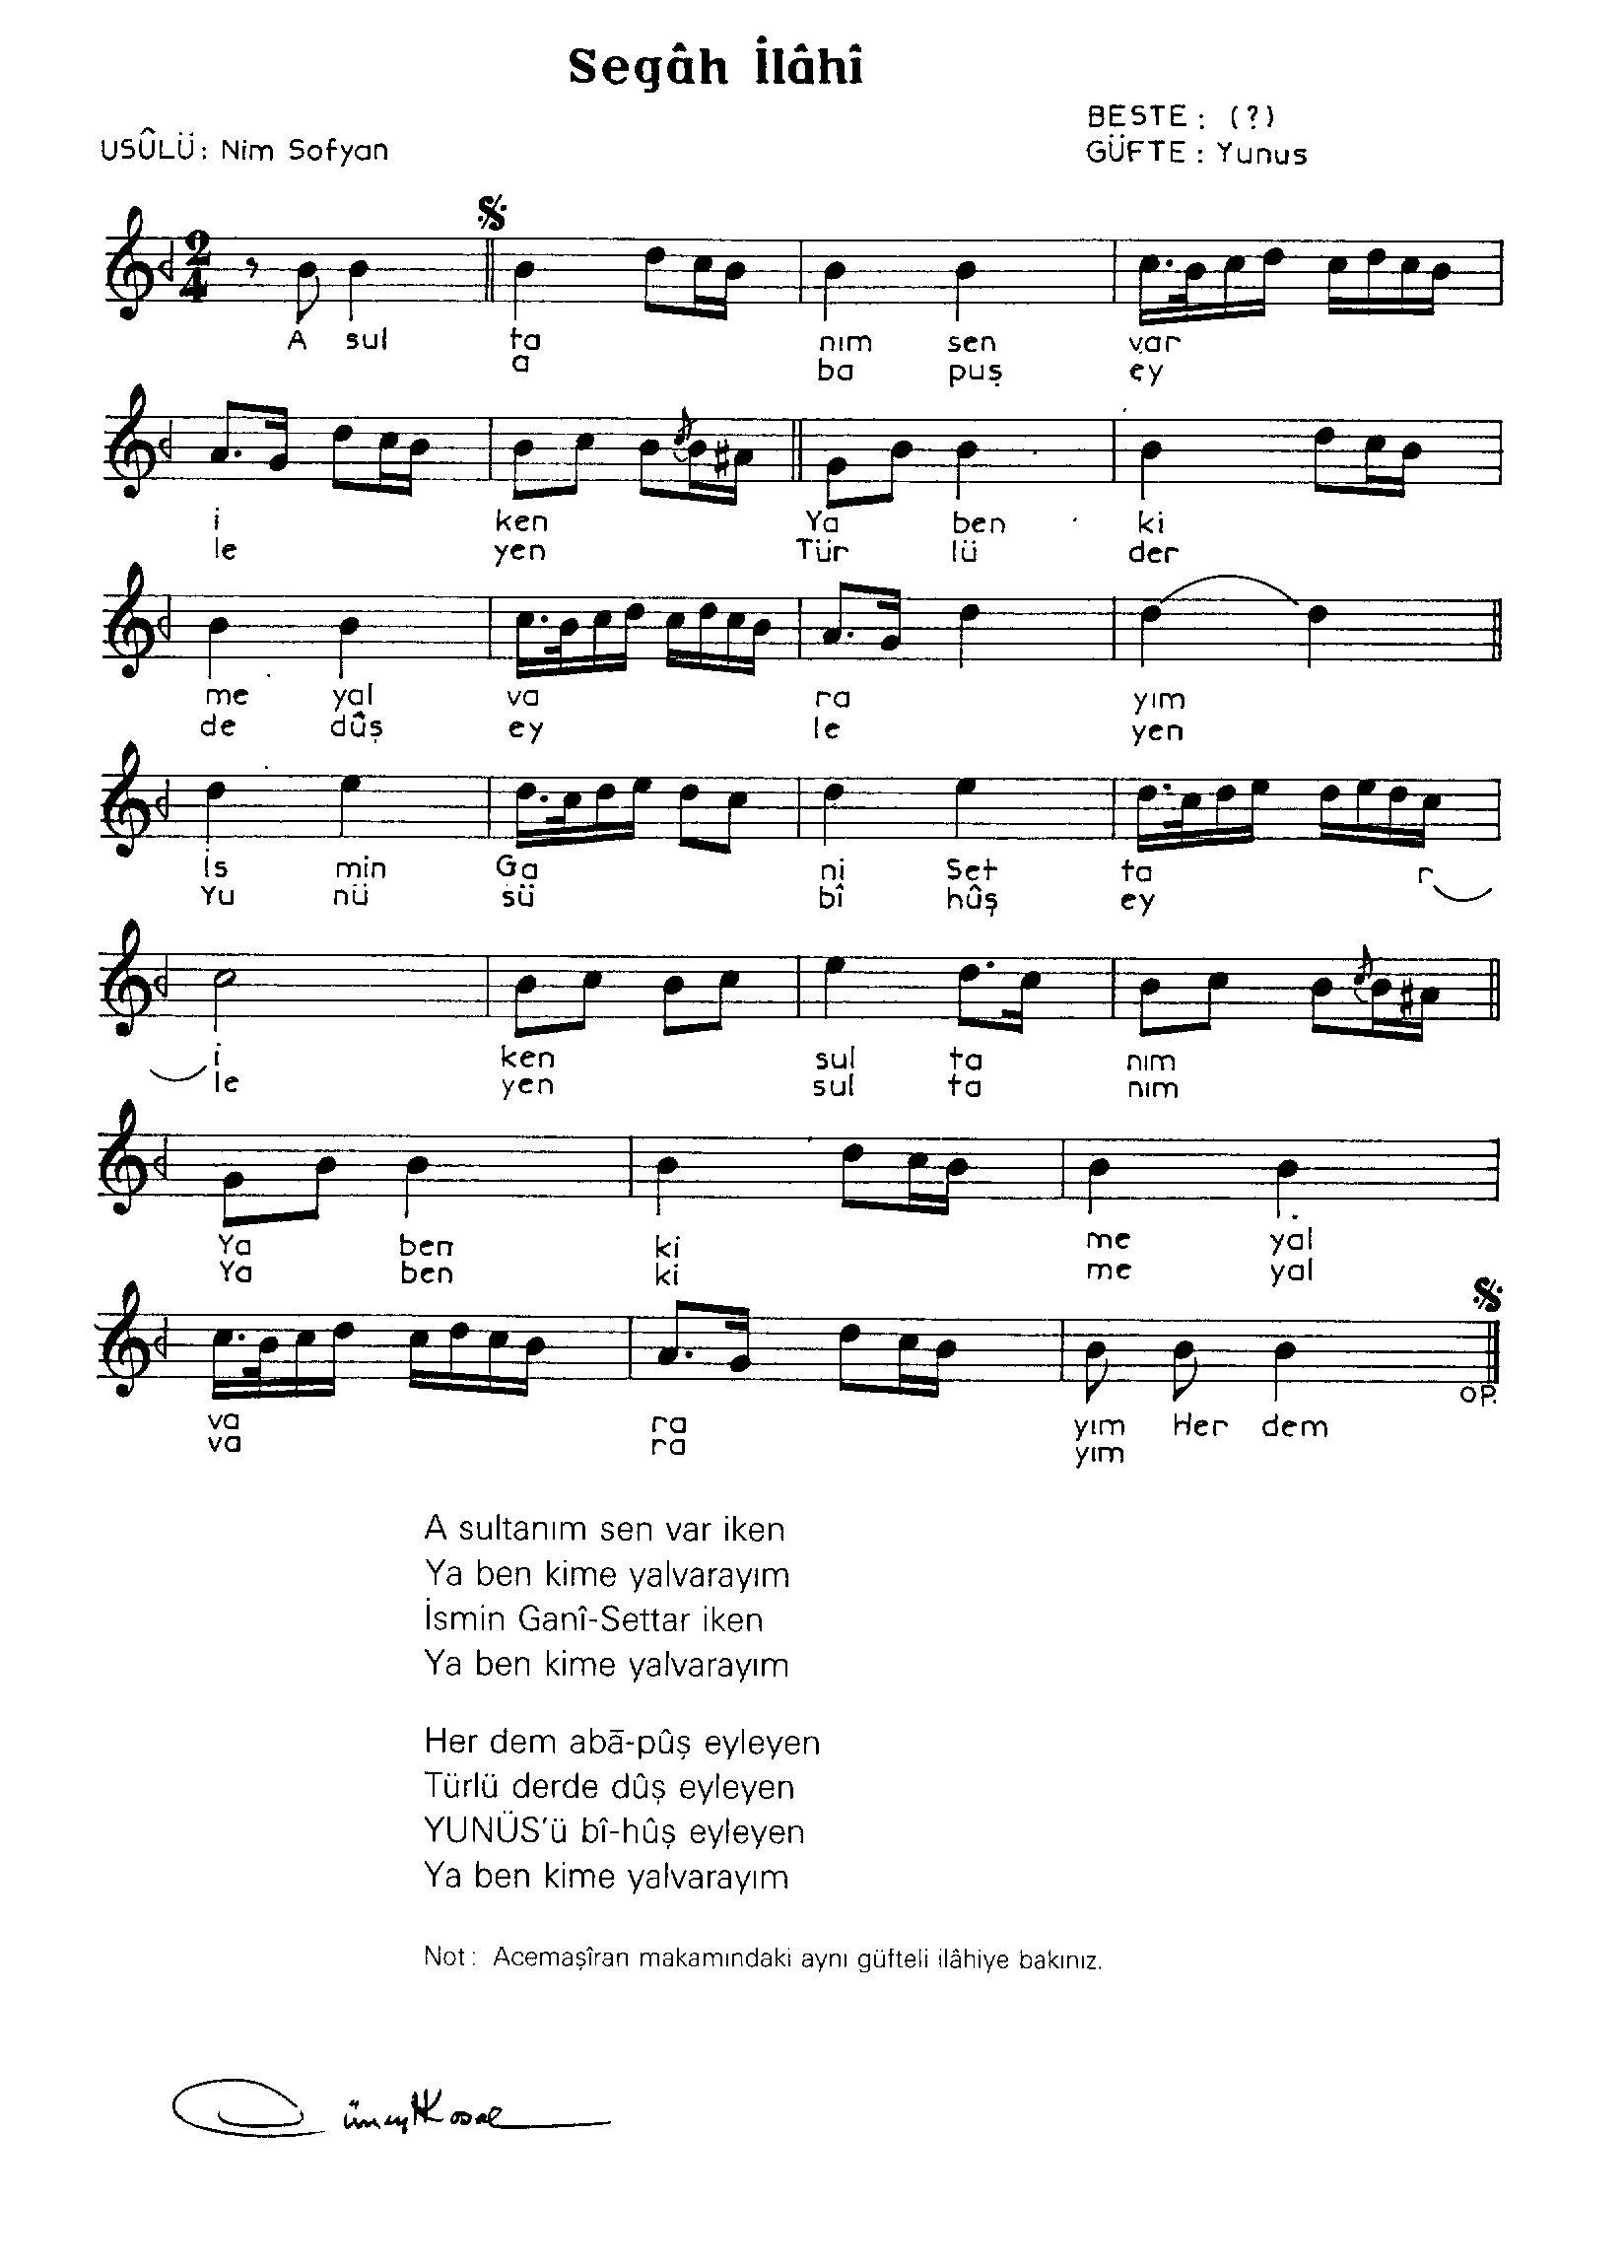 Segâh İlâhî
BESTE : (?)
USÛLÜ : Nim Sofyan
GÜFTE : Yunus
2
4
A sul ta nım sen var
a ba puş ey
i ken Ya ben ki
le yen Tür lü der
me yal va ra yım
de dûş ey le yen
İs min Ga ni Set ta r
Yu nü sü bî hûş ey
i ken sul ta nım
le yen sul ta nım
Ya ben ki me yal
Ya ben ki me yal
OP.
va ra yım Her dem
va ra yım
A sultanım sen var iken
Ya ben kime yalvarayım
İsmin Ganî-Settar iken
Ya ben kime yalvarayım
Her dem abā-pûş eyleyen
Türlü derde dûş eyleyen
YUNÜS'ü bî-hûş eyleyen
Ya ben kime yalvarayım
Not : Acemaşîran makamındaki aynı güfteli ilâhiye bakınız.
Cüneyt Kosal